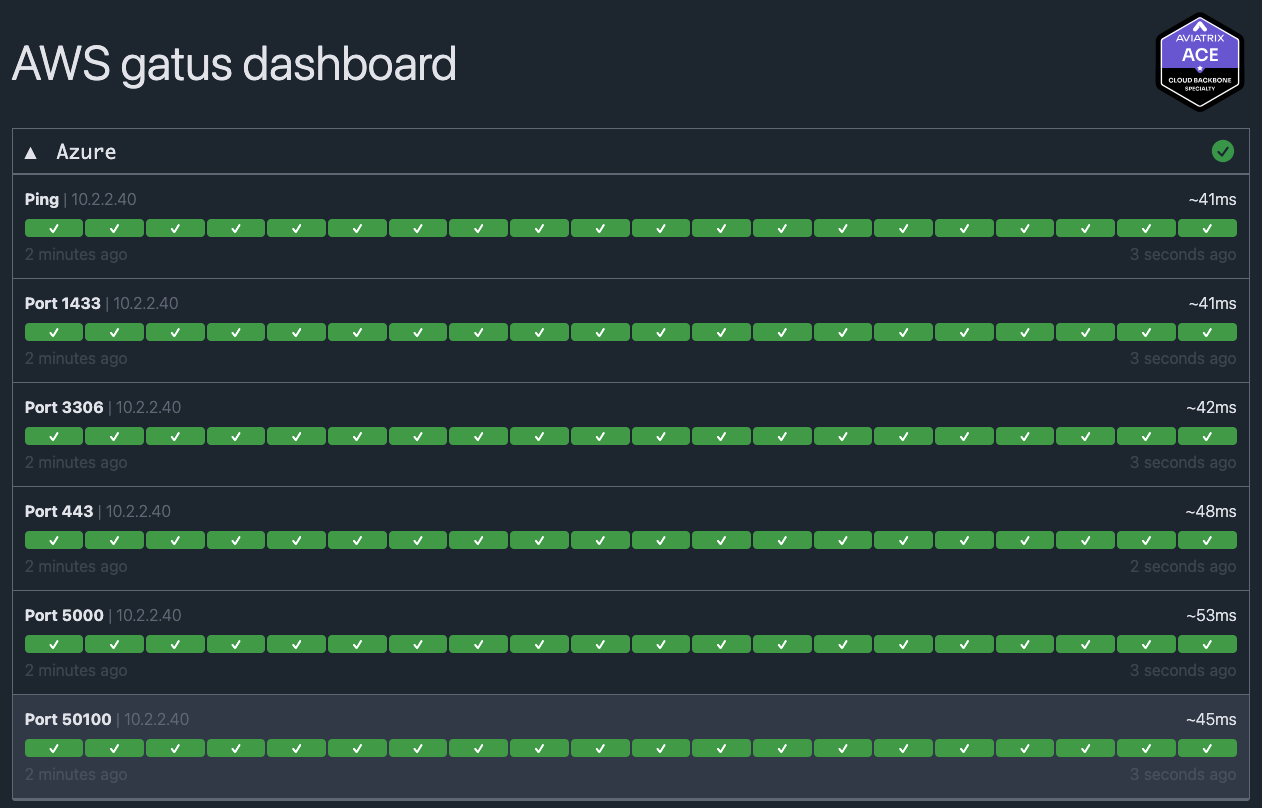 AWS gatus dashboard
AVIATRIX
ACE
CLOUD BACKBONE
SPECIALTY
▲ Azure
Ping | 10.2.2.40 ~41ms
2 minutes ago 3 seconds ago
Port 1433 | 10.2.2.40 ~41ms
2 minutes ago 3 seconds ago
Port 3306 | 10.2.2.40 ~42ms
2 minutes ago 3 seconds ago
Port 443 | 10.2.2.40 ~48ms
2 minutes ago 2 seconds ago
Port 5000 | 10.2.2.40 ~53ms
2 minutes ago 3 seconds ago
Port 50100 | 10.2.2.40 ~45ms
2 minutes ago 3 seconds ago